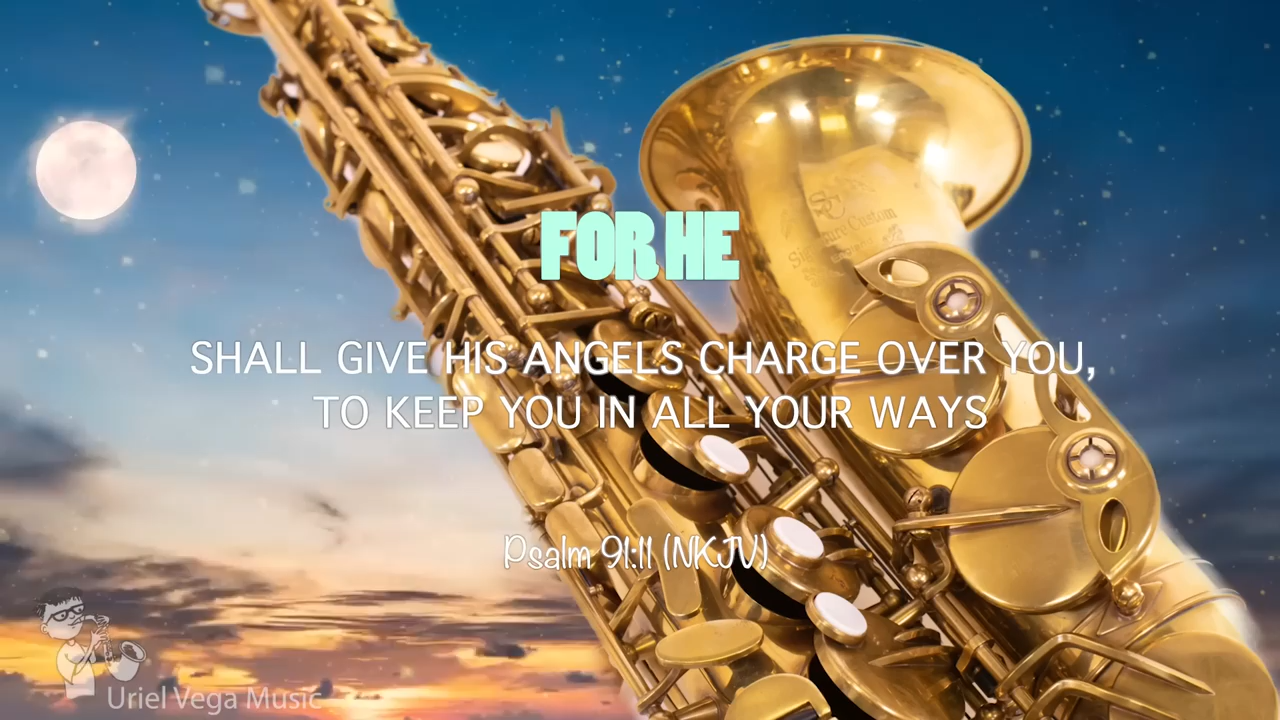 FOR HE
SHALL GIVE HIS ANGELS CHARGE OVER YOU,
TO KEEP YOU IN ALL YOUR WAYS
Psalm 91:11 (NKJV)
Uriel Vega Music